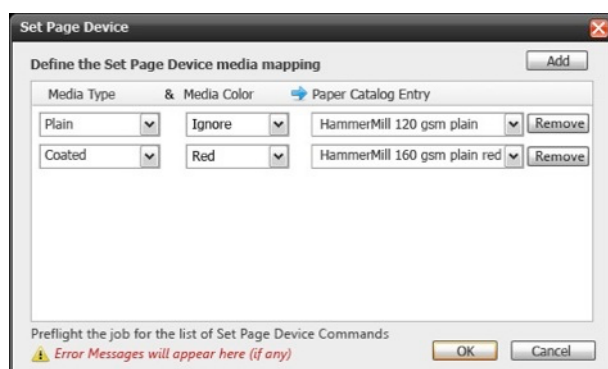 Set Page Device
Define the Set Page Device media mapping Add
Media Type & Media Color Paper Catalog Entry
Plain Ignore HammerMill 120 gsm plain Remove
Coated Red HammerMill 160 gsm plain red Remove
Preflight the job for the list of Set Page Device Commands
Error Messages will appear here (if any) OK Cancel